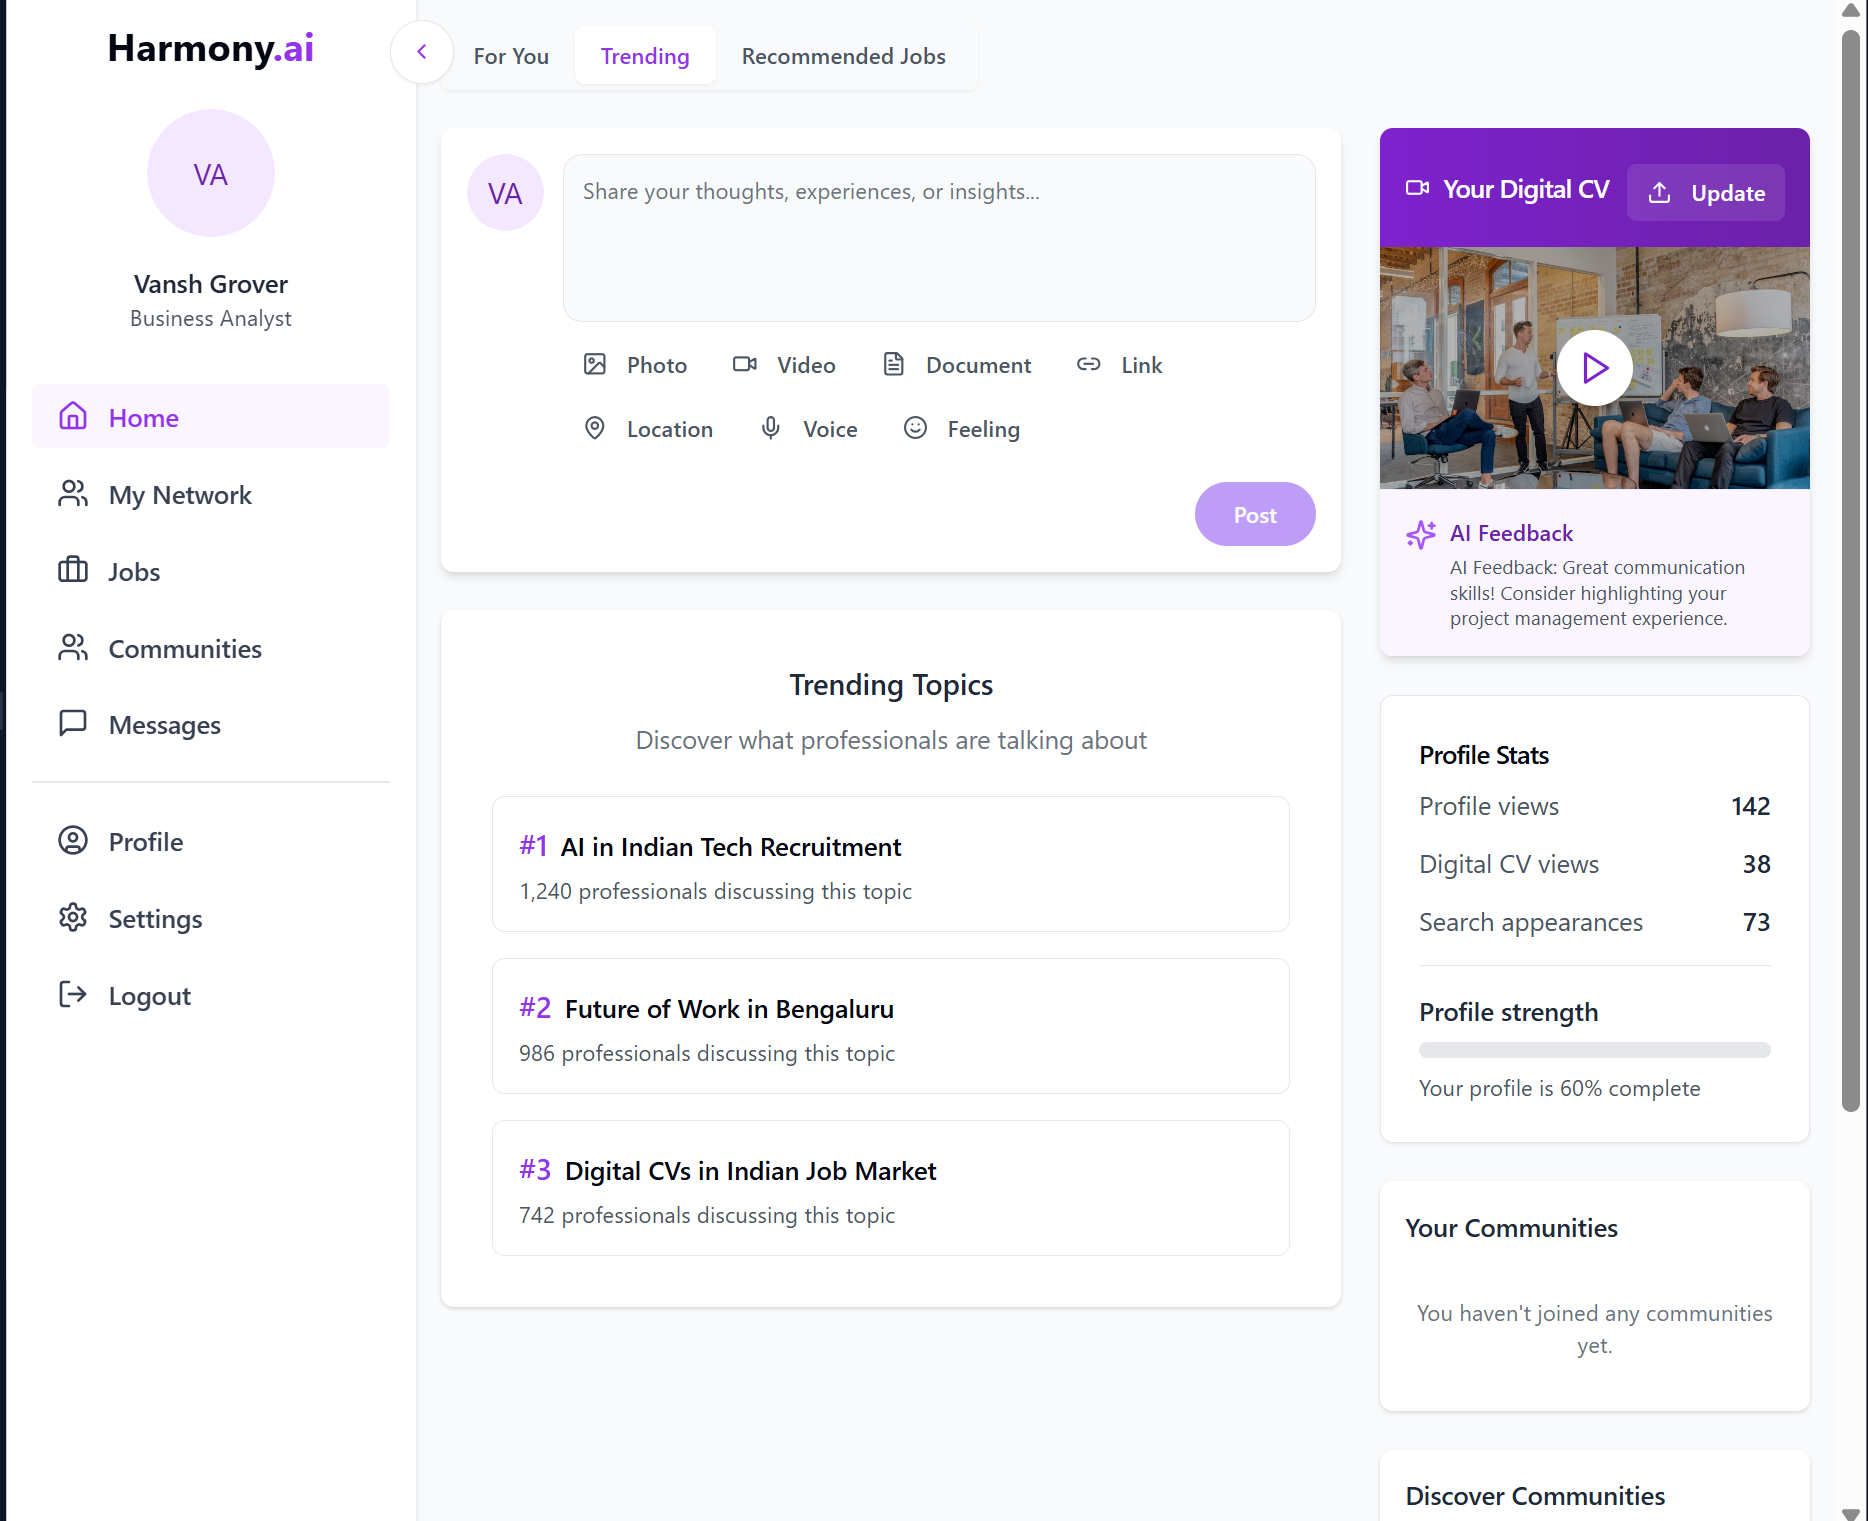 Harmony.ai
VA
Vansh Grover
Business Analyst
Home
My Network
Jobs
Communities
Messages
Profile
Settings
Logout
For You
Trending
Recommended Jobs
VA
Share your thoughts, experiences, or insights...
Photo
Video
Document
Link
Location
Voice
Feeling
Post
Trending Topics
Discover what professionals are talking about
#1 AI in Indian Tech Recruitment
1,240 professionals discussing this topic
#2 Future of Work in Bengaluru
986 professionals discussing this topic
#3 Digital CVs in Indian Job Market
742 professionals discussing this topic
Your Digital CV
Update
AI Feedback
AI Feedback: Great communication
skills! Consider highlighting your
project management experience.
Profile Stats
Profile views 142
Digital CV views 38
Search appearances 73
Profile strength
Your profile is 60% complete
Your Communities
You haven't joined any communities
yet.
Discover Communities